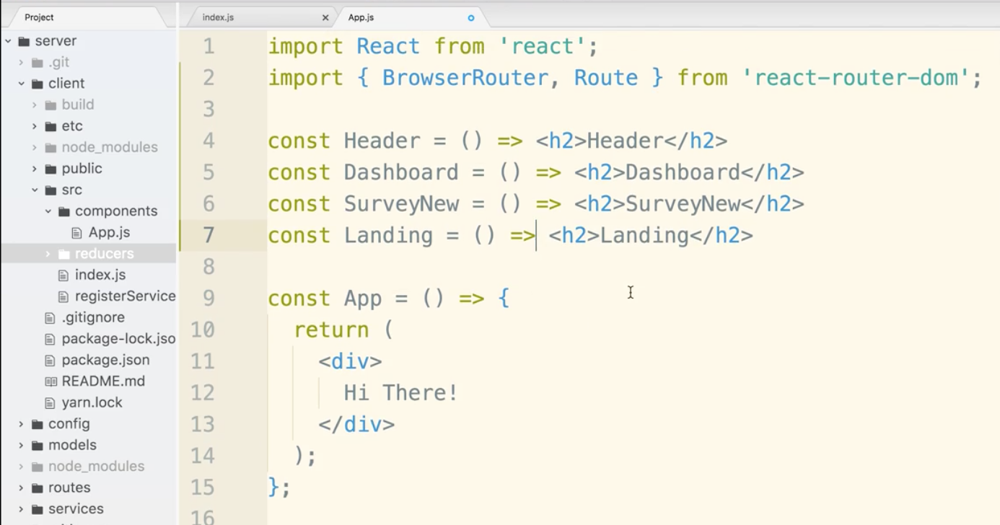 Project
index.js
App.js
server
.git
client
build
etc
node_modules
public
src
components
App.js
reducers
index.js
registerService
.gitignore
package-lock.jso
package.json
README.md
yarn.lock
config
models
node_modules
routes
services
1 import React from 'react';
2 import { BrowserRouter, Route } from 'react-router-dom';
3
4 const Header = () => <h2>Header</h2>
5 const Dashboard = () => <h2>Dashboard</h2>
6 const SurveyNew = () => <h2>SurveyNew</h2>
7 const Landing = () => <h2>Landing</h2>
8
9 const App = () => {
10 return (
11 <div>
12 Hi There!
13 </div>
14 );
15 };
16